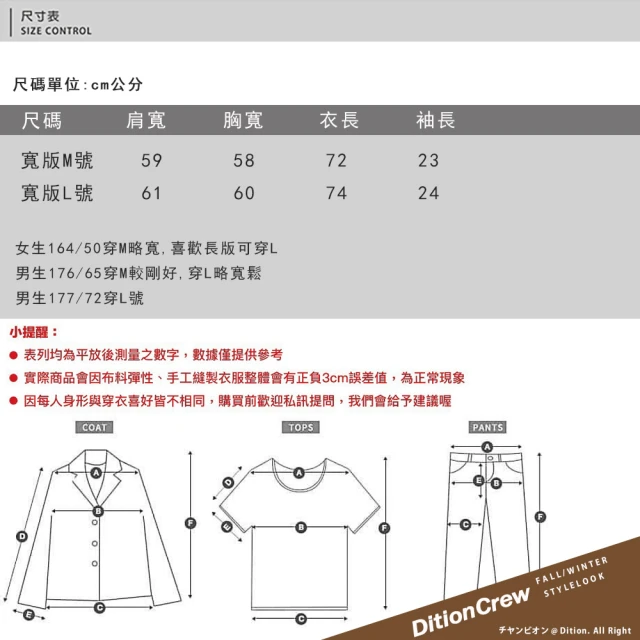 尺寸表
SIZE CONTROL
尺碼單位:cm公分
尺碼 肩寬 胸寬 衣長 袖長
寬版M號 59 58 72 23
寬版L號 61 60 74 24
女生164/50穿M略寬,喜歡長版可穿L
男生176/65穿M較剛好,穿L略寬鬆
男生177/72穿L號
小提醒：
● 表列均為平放後測量之數字，數據僅提供參考
● 實際商品會因布料彈性、手工縫製衣服整體會有正負3cm誤差值，為正常現象
● 因每人身形與穿衣喜好皆不相同，購買前歡迎私訊提問，我們會給予建議喔
COAT TOPS PANTS
A B C D E F
A B C D E F
A B C E F
DitionCrew FALL/WINTER
STYLELOOK
チャンピオン@Dition. All Right